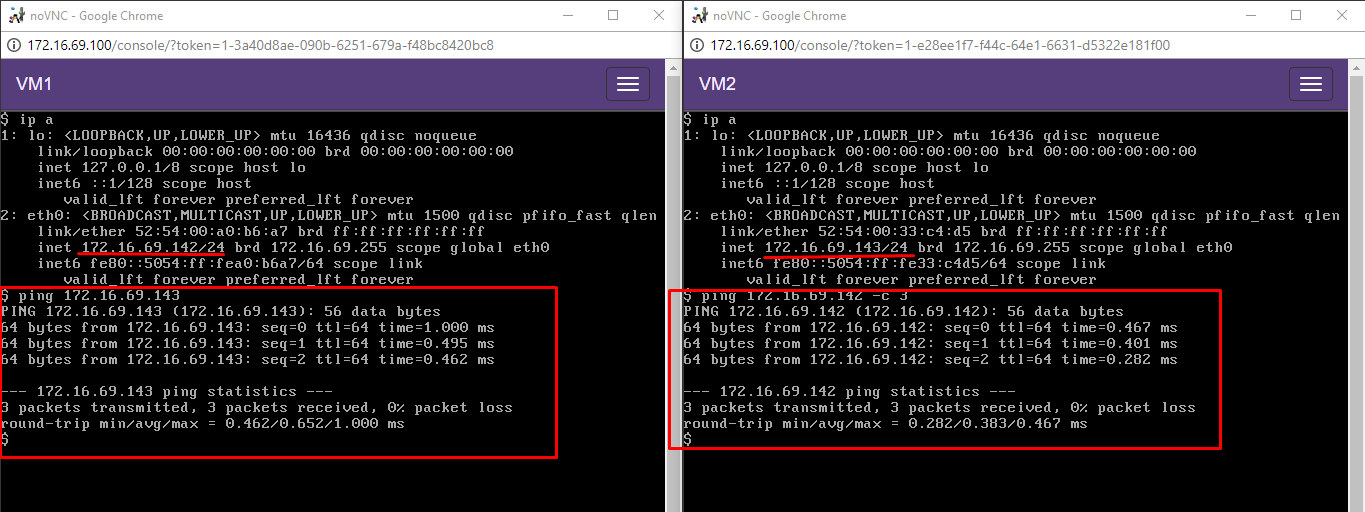 noVNC - Google Chrome
172.16.69.100/console/?token=1-3a40d8ae-090b-6251-679a-f48bc8420bc8
VM1
$ ip a
1: lo: <LOOPBACK,UP,LOWER_UP> mtu 16436 qdisc noqueue
link/loopback 00:00:00:00:00:00 brd 00:00:00:00:00:00
inet 127.0.0.1/8 scope host lo
inet6 ::1/128 scope host
valid_lft forever preferred_lft forever
2: eth0: <BROADCAST,MULTICAST,UP,LOWER_UP> mtu 1500 qdisc pfifo_fast qlen
link/ether 52:54:00:a0:b6:a7 brd ff:ff:ff:ff:ff:ff
inet 172.16.69.142/24 brd 172.16.69.255 scope global eth0
inet6 fe80::5054:ff:fea0:b6a7/64 scope link
valid_lft forever preferred_lft forever
$ ping 172.16.69.143
PING 172.16.69.143 (172.16.69.143): 56 data bytes
64 bytes from 172.16.69.143: seq=0 ttl=64 time=1.000 ms
64 bytes from 172.16.69.143: seq=1 ttl=64 time=0.495 ms
64 bytes from 172.16.69.143: seq=2 ttl=64 time=0.462 ms
--- 172.16.69.143 ping statistics ---
3 packets transmitted, 3 packets received, 0% packet loss
round-trip min/avg/max = 0.462/0.652/1.000 ms
$
noVNC - Google Chrome
172.16.69.100/console/?token=1-e28ee1f7-f44c-64e1-6631-d5322e181f00
VM2
$ ip a
1: lo: <LOOPBACK,UP,LOWER_UP> mtu 16436 qdisc noqueue
link/loopback 00:00:00:00:00:00 brd 00:00:00:00:00:00
inet 127.0.0.1/8 scope host lo
inet6 ::1/128 scope host
valid_lft forever preferred_lft forever
2: eth0: <BROADCAST,MULTICAST,UP,LOWER_UP> mtu 1500 qdisc pfifo_fast qlen
link/ether 52:54:00:33:c4:d5 brd ff:ff:ff:ff:ff:ff
inet 172.16.69.143/24 brd 172.16.69.255 scope global eth0
inet6 fe80::5054:ff:fe33:c4d5/64 scope link
valid_lft forever preferred_lft forever
$ ping 172.16.69.142 -c 3
PING 172.16.69.142 (172.16.69.142): 56 data bytes
64 bytes from 172.16.69.142: seq=0 ttl=64 time=0.467 ms
64 bytes from 172.16.69.142: seq=1 ttl=64 time=0.401 ms
64 bytes from 172.16.69.142: seq=2 ttl=64 time=0.282 ms
--- 172.16.69.142 ping statistics ---
3 packets transmitted, 3 packets received, 0% packet loss
round-trip min/avg/max = 0.282/0.383/0.467 ms
$